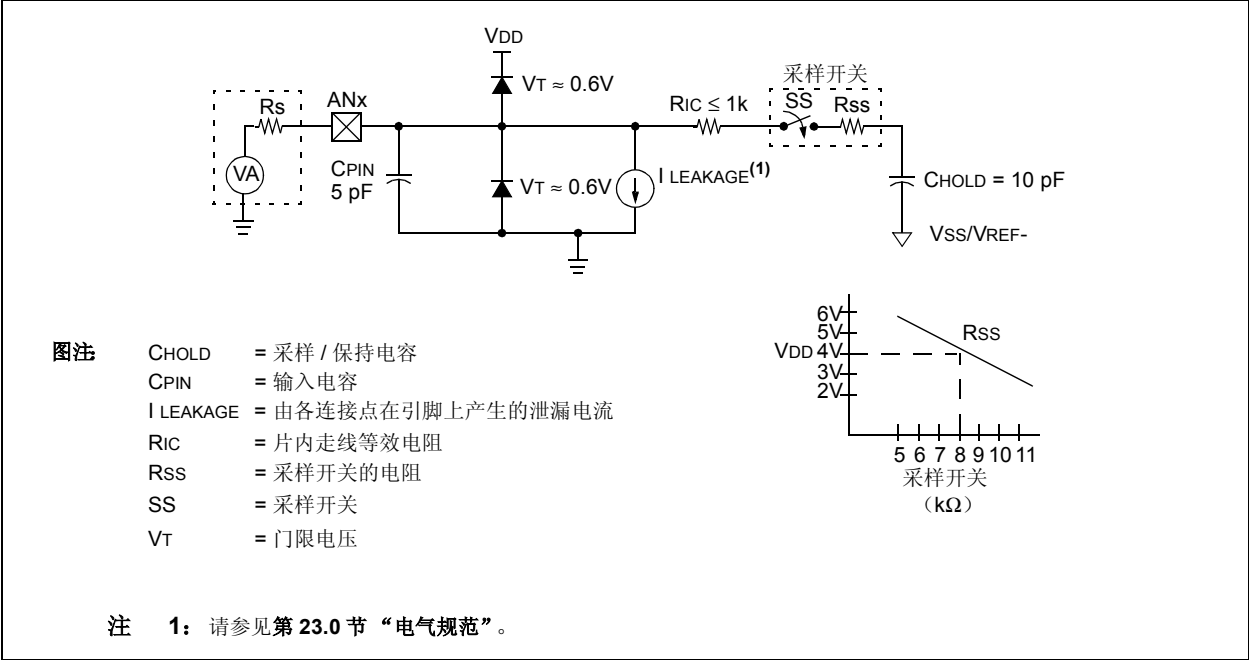 VDD
VT ≈ 0.6V
采样开关
Rs
ANx
RIC ≤ 1k
SS
Rss
VA
CPIN
5 pF
VT ≈ 0.6V
I LEAKAGE(1)
CHOLD = 10 pF
VSS/VREF-
6V
5V
VDD 4V
3V
2V
RSS
5 6 7 8 9 10 11
采样开关
（kΩ）
图注:
CHOLD = 采样 / 保持电容
CPIN = 输入电容
I LEAKAGE = 由各连接点在引脚上产生的泄漏电流
RIC = 片内走线等效电阻
RSS = 采样开关的电阻
SS = 采样开关
VT = 门限电压
注 1: 请参见第 23.0 节 “电气规范”。